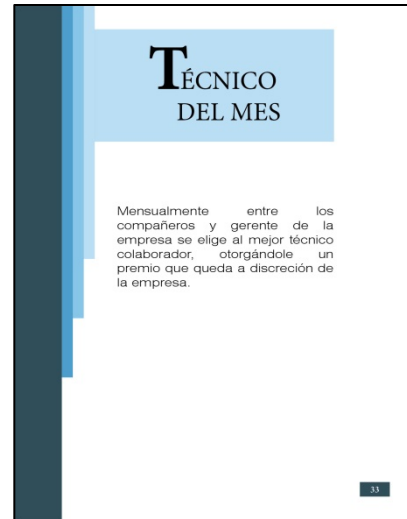 TÉCNICO
DEL MES
Mensualmente entre los
compañeros y gerente de la
empresa se elige al mejor técnico
colaborador, otorgándole un
premio que queda a discreción de
la empresa.
33